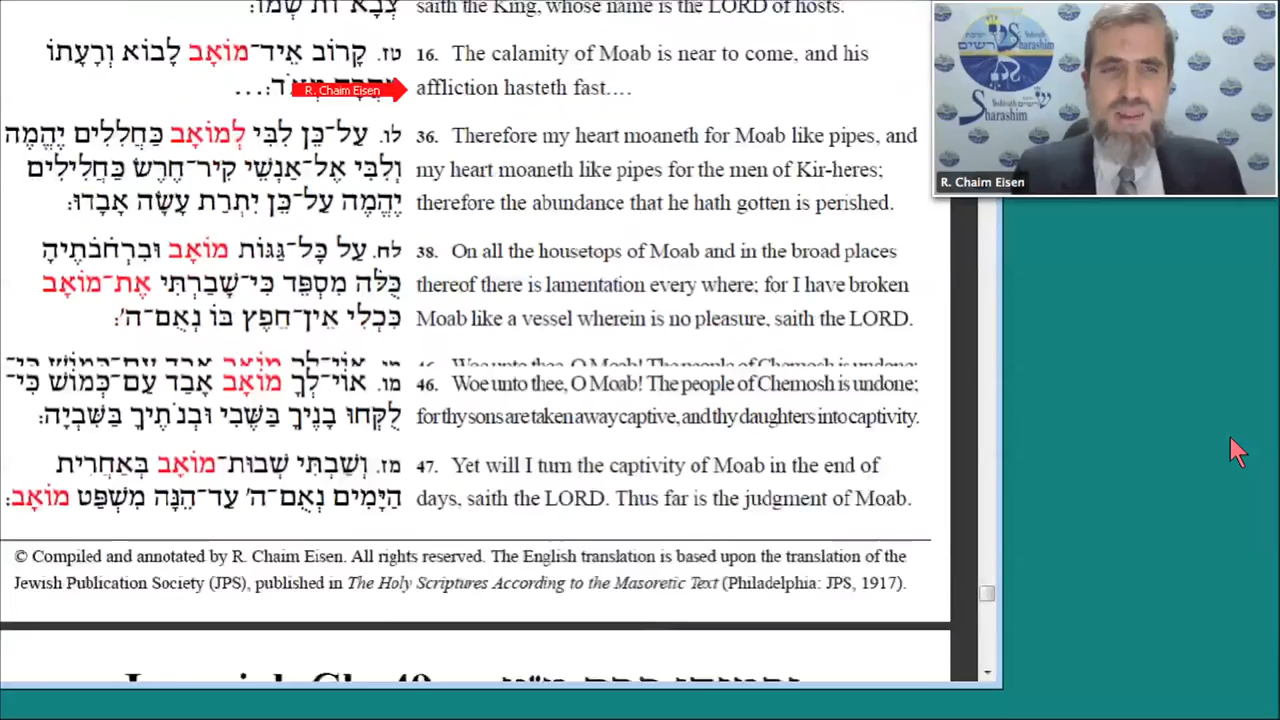 צְבָא־וֹת שְׁמוֹ:
saith the King, whose name is the LORD of hosts.
טז. קָרוֹב אֵיד־מוֹאָב לָבוֹא וְרָעָתוֹ
16. The calamity of Moab is near to come, and his
R. Chaim Eisen
affliction hasteth fast....
לו. עַל־כֵּן לִבִּי לְמוֹאָב כַּחֲלִלִים יֶהֱמֶה
36. Therefore my heart moaneth for Moab like pipes, and
וְלִבִּי אֶל־אַנְשֵׁי קִיר־חֶרֶשׂ כַּחֲלִילִים
my heart moaneth like pipes for the men of Kir-heres;
יֶהֱמֶה עַל־כֵּן יִתְרַת עָשָׂה אָבָדוּ:
therefore the abundance that he hath gotten is perished.
לח. עַל כָּל־גַּגּוֹת מוֹאָב וּבִרְחֹבֹתֶיהָ
38. On all the housetops of Moab and in the broad places
כֻּלֹּה מִסְפֵּד כִּי־שָׁבַרְתִּי אֶת־מוֹאָב
thereof there is lamentation every where; for I have broken
כִּכְלִי אֵין־חֵפֶץ בּוֹ נְאֻם־ה':
Moab like a vessel wherein is no pleasure, saith the LORD.
מו. אוֹי־לְךָ מוֹאָב אָבַד עַם־כְּמוֹשׁ כִּי־
46. Woe unto thee, O Moab! The people of Chemosh is undone;
לֻקְּחוּ בָנֶיךָ בַּשֶּׁבִי וּבְנֹתֶיךָ בַּשִּׁבְיָה:
for thy sons are taken away captive, and thy daughters into captivity.
מז. וְשַׁבְתִּי שְׁבוּת־מוֹאָב בְּאַחֲרִית
47. Yet will I turn the captivity of Moab in the end of
הַיָּמִים נְאֻם־ה' עַד־הֵנָּה מִשְׁפַּט מוֹאָב:
days, saith the LORD. Thus far is the judgment of Moab.
© Compiled and annotated by R. Chaim Eisen. All rights reserved. The English translation is based upon the translation of the
Jewish Publication Society (JPS), published in The Holy Scriptures According to the Masoretic Text (Philadelphia: JPS, 1917).
Yeshivat
Sharashim
R. Chaim Eisen